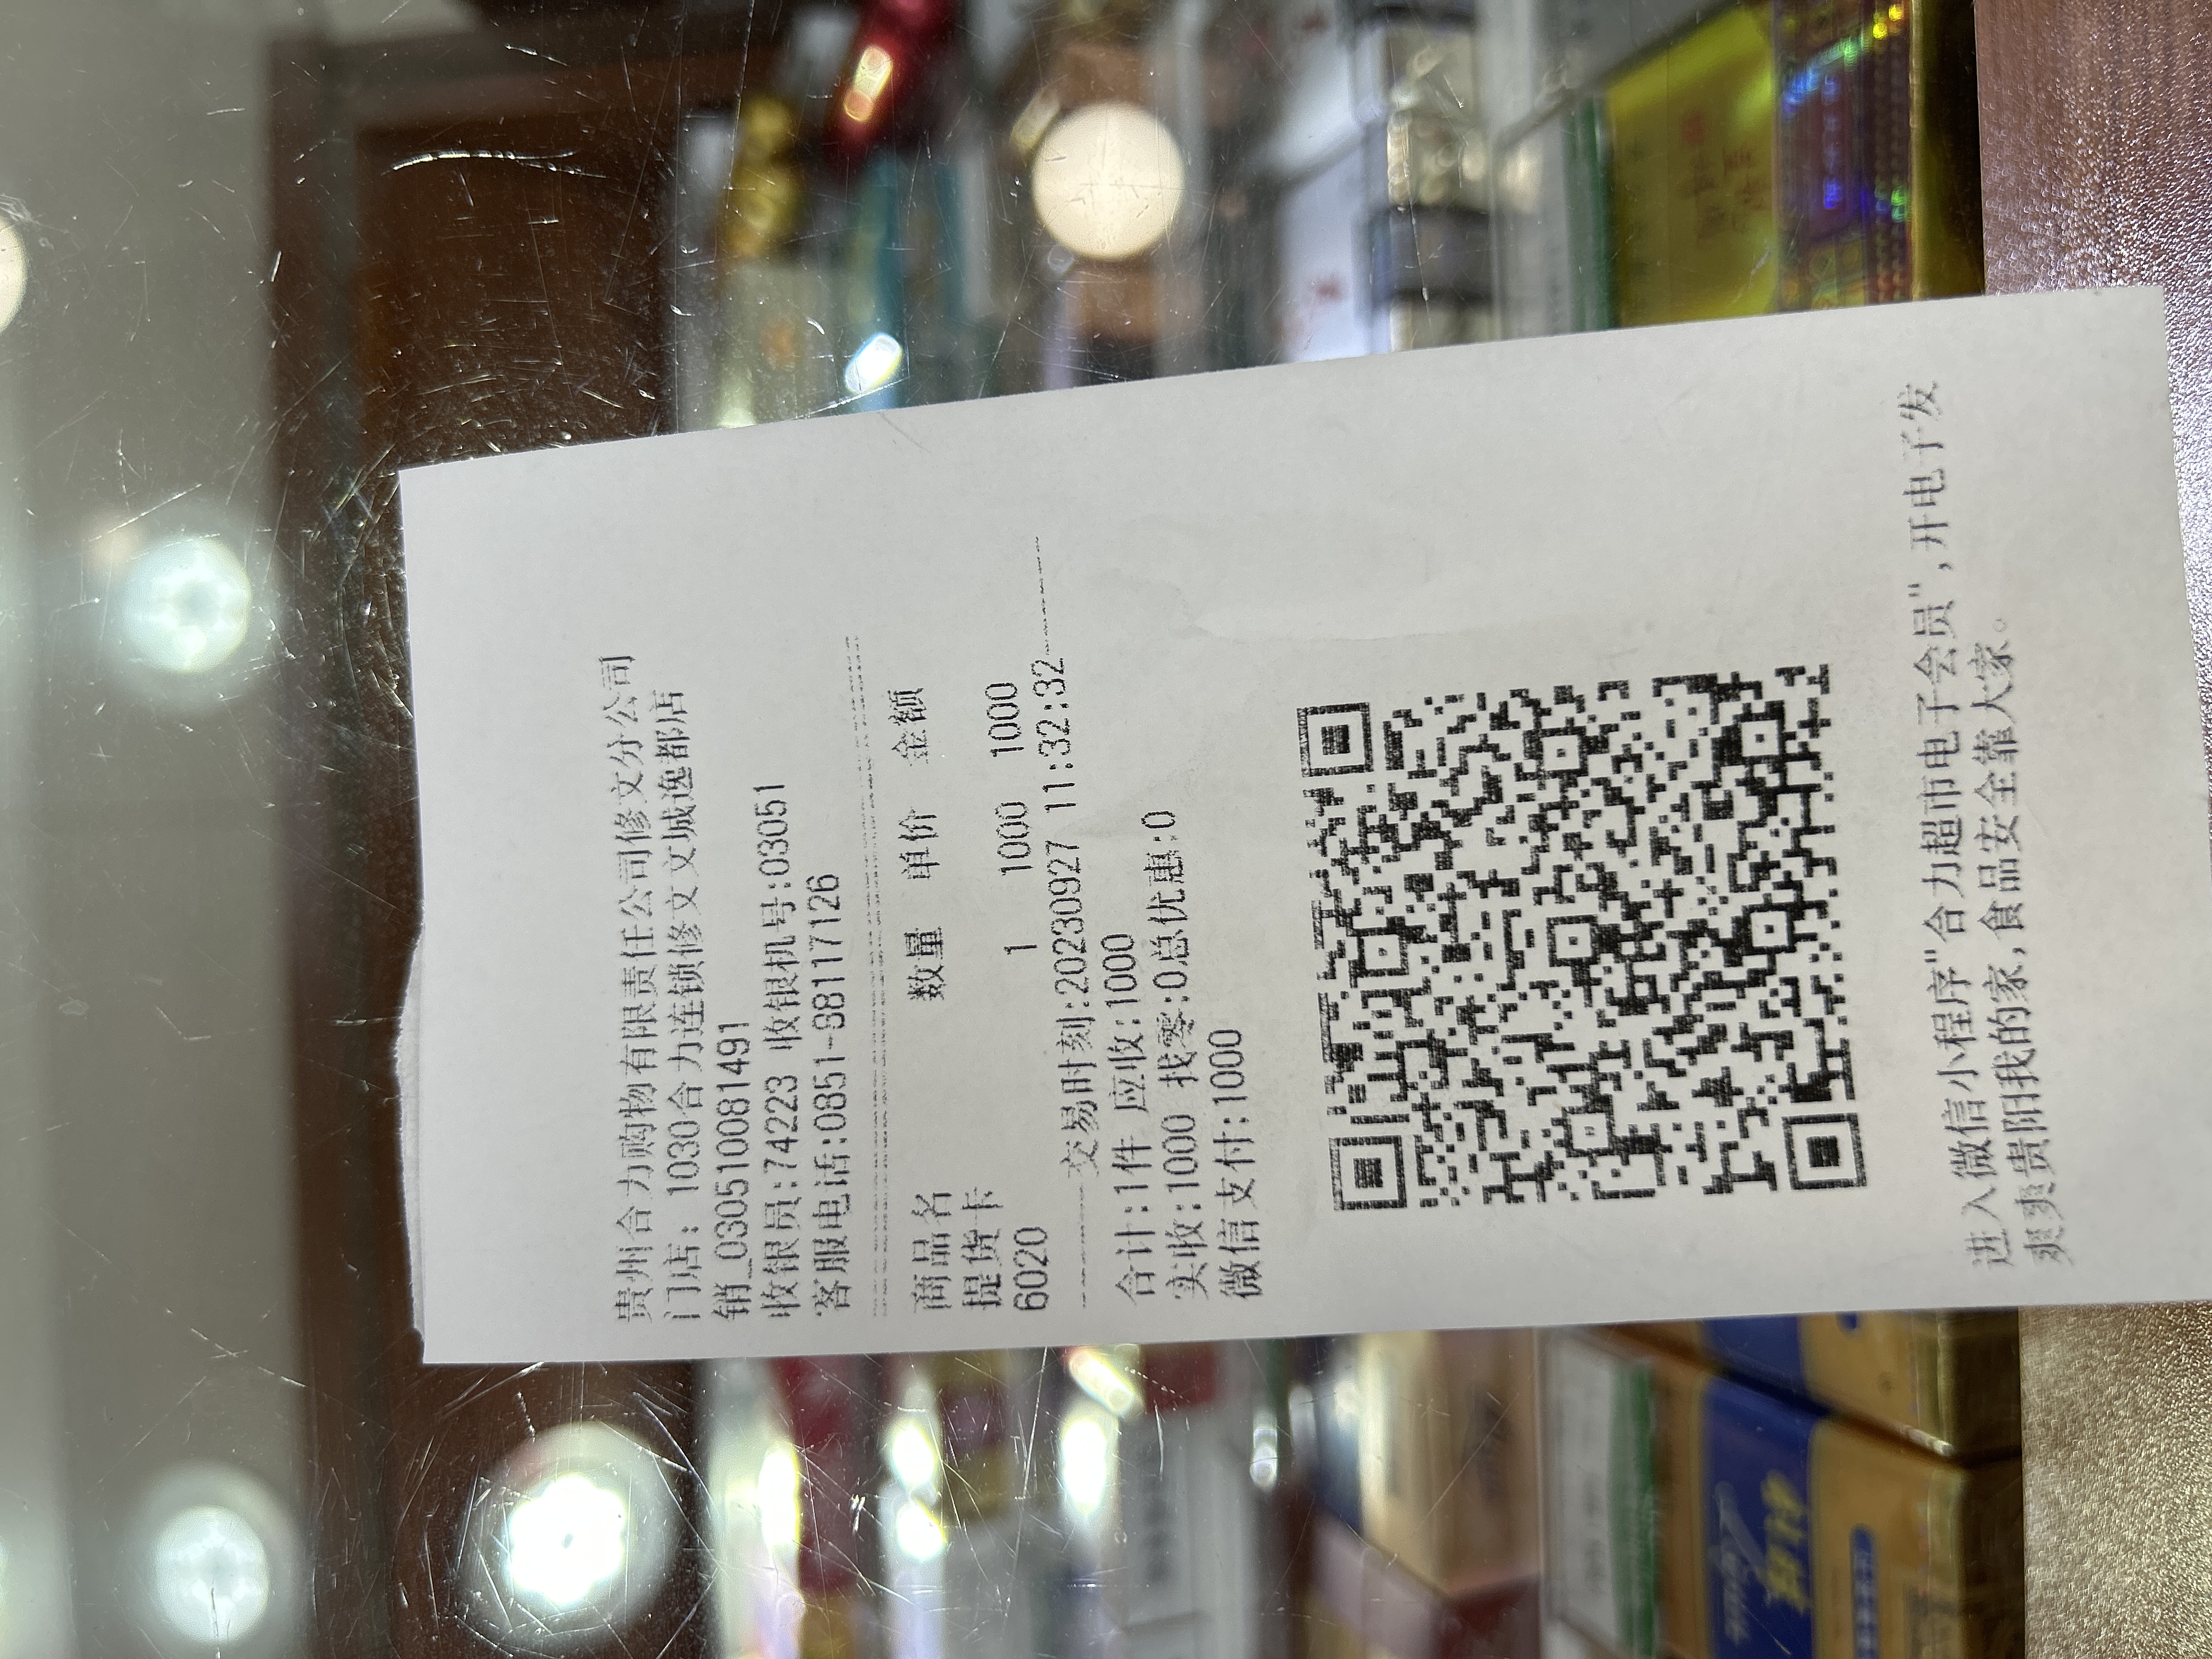 贵州合力购物有限责任公司修文分公司
门店: 1030合力连锁修文文城逸都店
销_030510081491
收银员:74223 收银机号:03051
客服电话:0851-88117126
商品名 数量 单价 金额
提货卡
6020 1 1000 1000
交易时刻:20230927 11:32:32
合计:1件 应收:1000
实收:1000 找零:0总优惠:0
微信支付:1000
进入微信小程序"合力超市电子会员",开电子发
爽爽贵阳我的家,食品安全靠大家。